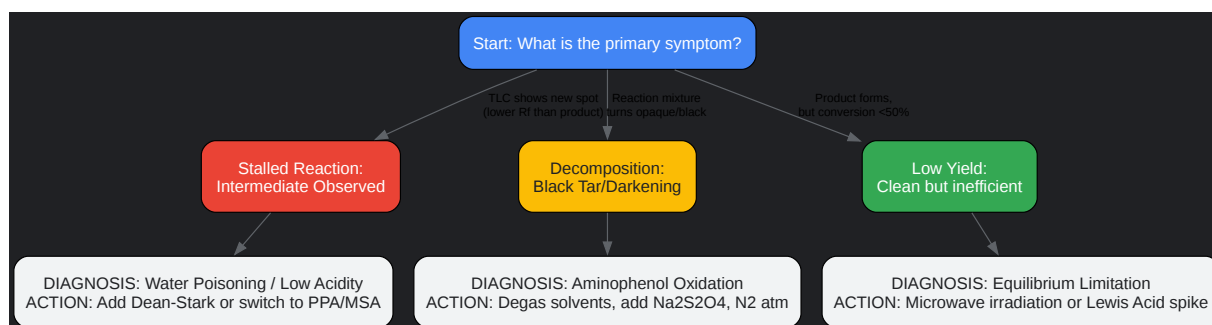 Start: What is the primary symptom?
TLC shows new spot
(lower Rf than product)
Reaction mixture
turns opaque/black
Product forms,
but conversion <50%
Stalled Reaction:
Intermediate Observed
Decomposition:
Black Tar/Darkening
Low Yield:
Clean but inefficient
DIAGNOSIS: Water Poisoning / Low Acidity
ACTION: Add Dean-Stark or switch to PPA/MSA
DIAGNOSIS: Aminophenol Oxidation
ACTION: Degas solvents, add Na2S2O4, N2 atm
DIAGNOSIS: Equilibrium Limitation
ACTION: Microwave irradiation or Lewis Acid spike